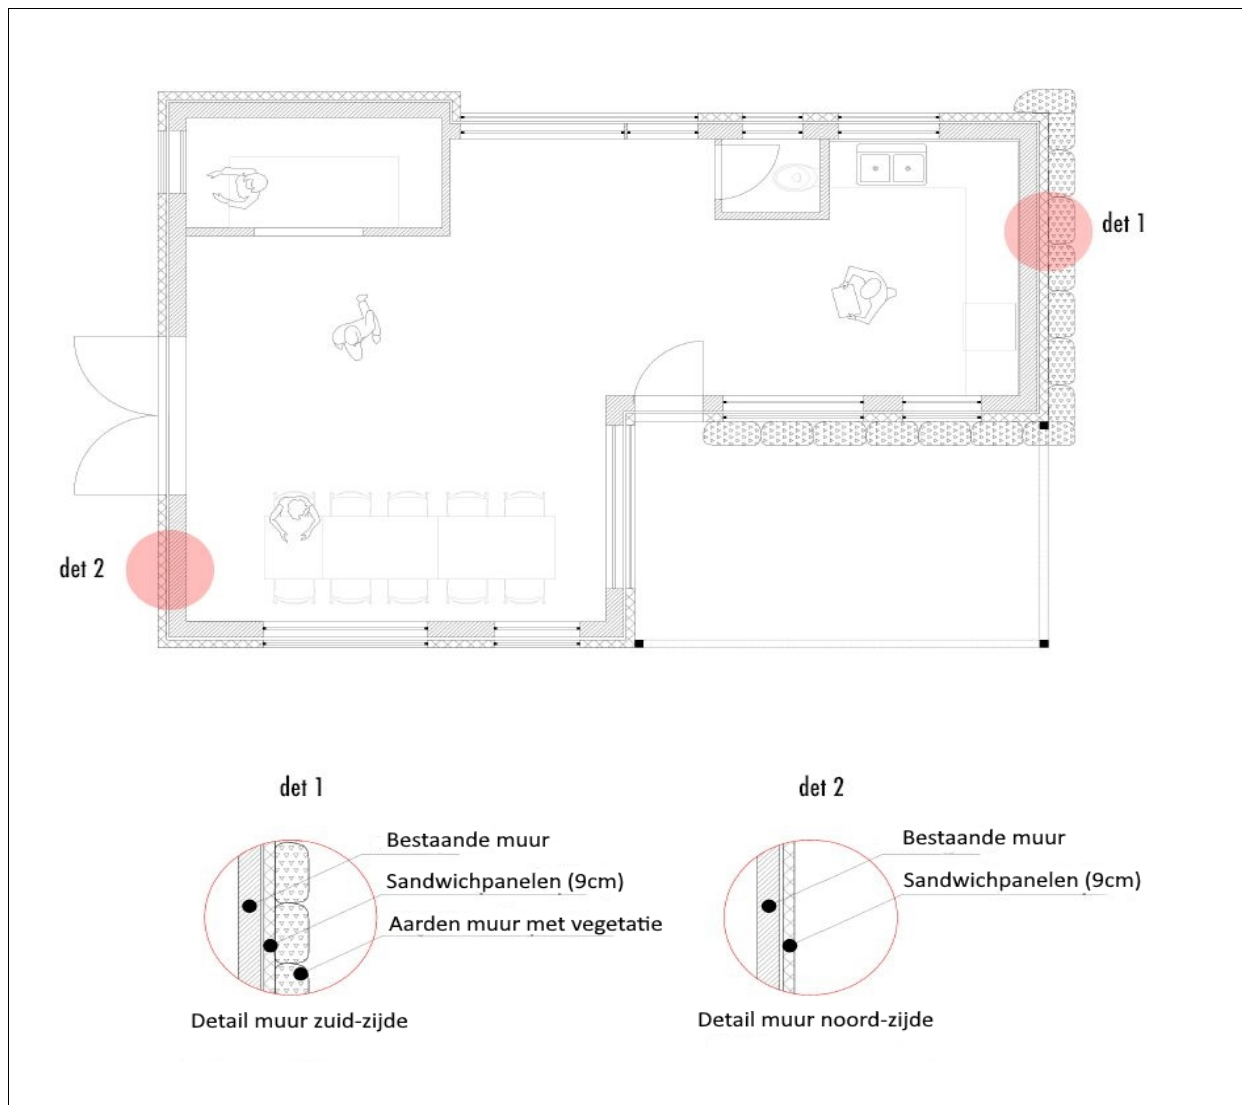 det 1
det 2
det 1
Bestaande muur
Sandwichpanelen (9cm)
Aarden muur met vegetatie
Detail muur zuid-zijde
det 2
Bestaande muur
Sandwichpanelen (9cm)
Detail muur noord-zijde